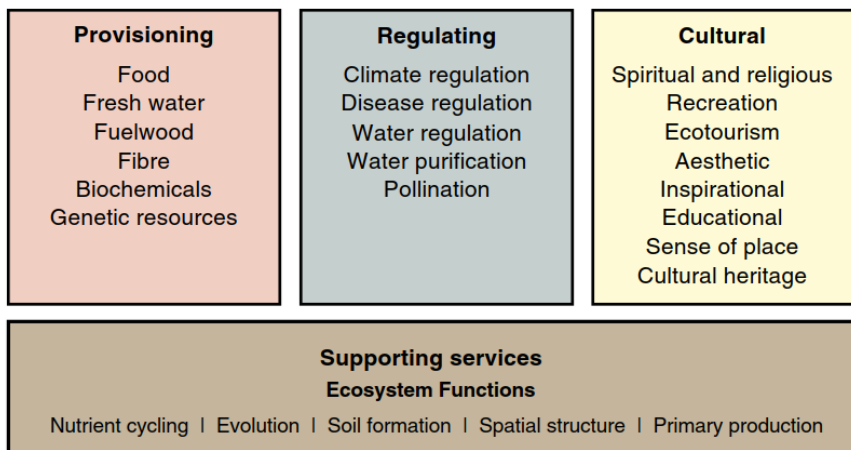 Provisioning
Food
Fresh water
Fuelwood
Fibre
Biochemicals
Genetic resources
Regulating
Climate regulation
Disease regulation
Water regulation
Water purification
Pollination
Cultural
Spiritual and religious
Recreation
Ecotourism
Aesthetic
Inspirational
Educational
Sense of place
Cultural heritage
Supporting services
Ecosystem Functions
Nutrient cycling | Evolution | Soil formation | Spatial structure | Primary production